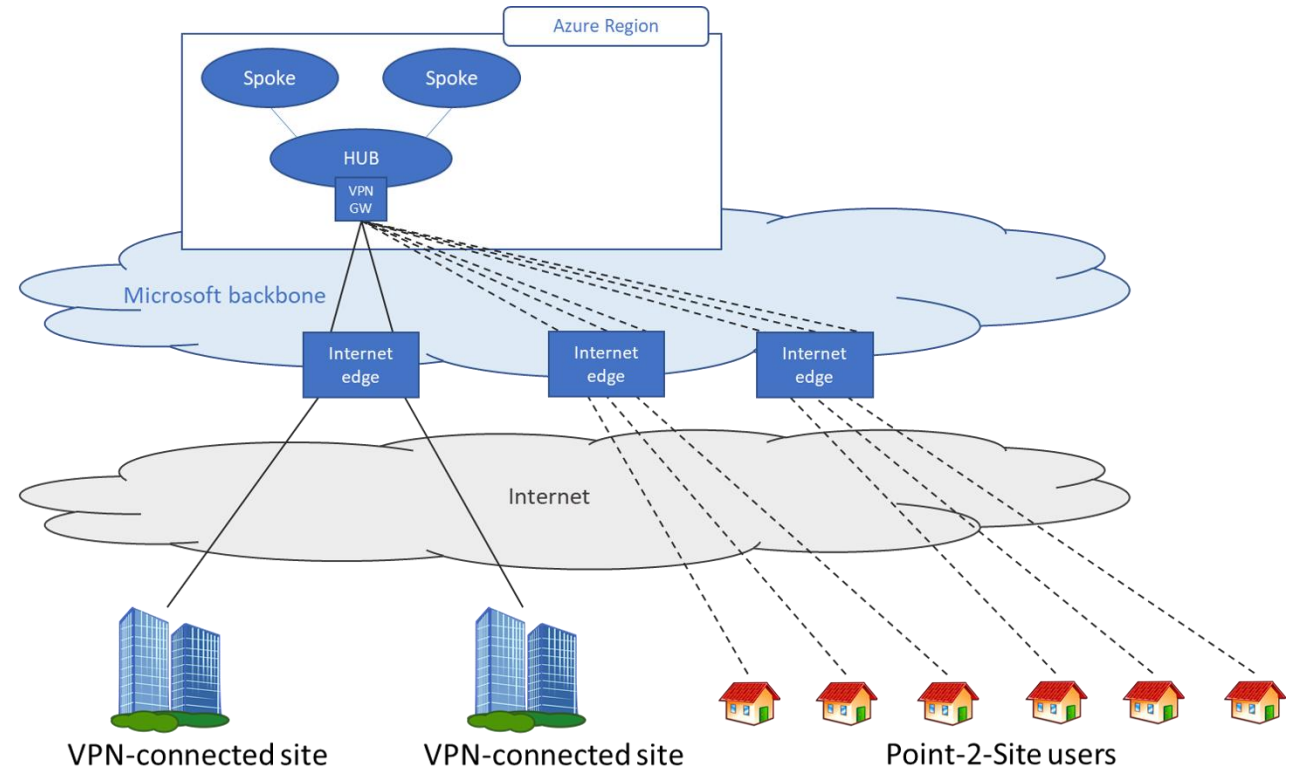 Azure Region
Spoke
Spoke
HUB
VPN
GW
Microsoft backbone
Internet
edge
Internet
edge
Internet
edge
Internet
VPN-connected site
VPN-connected site
Point-2-Site users